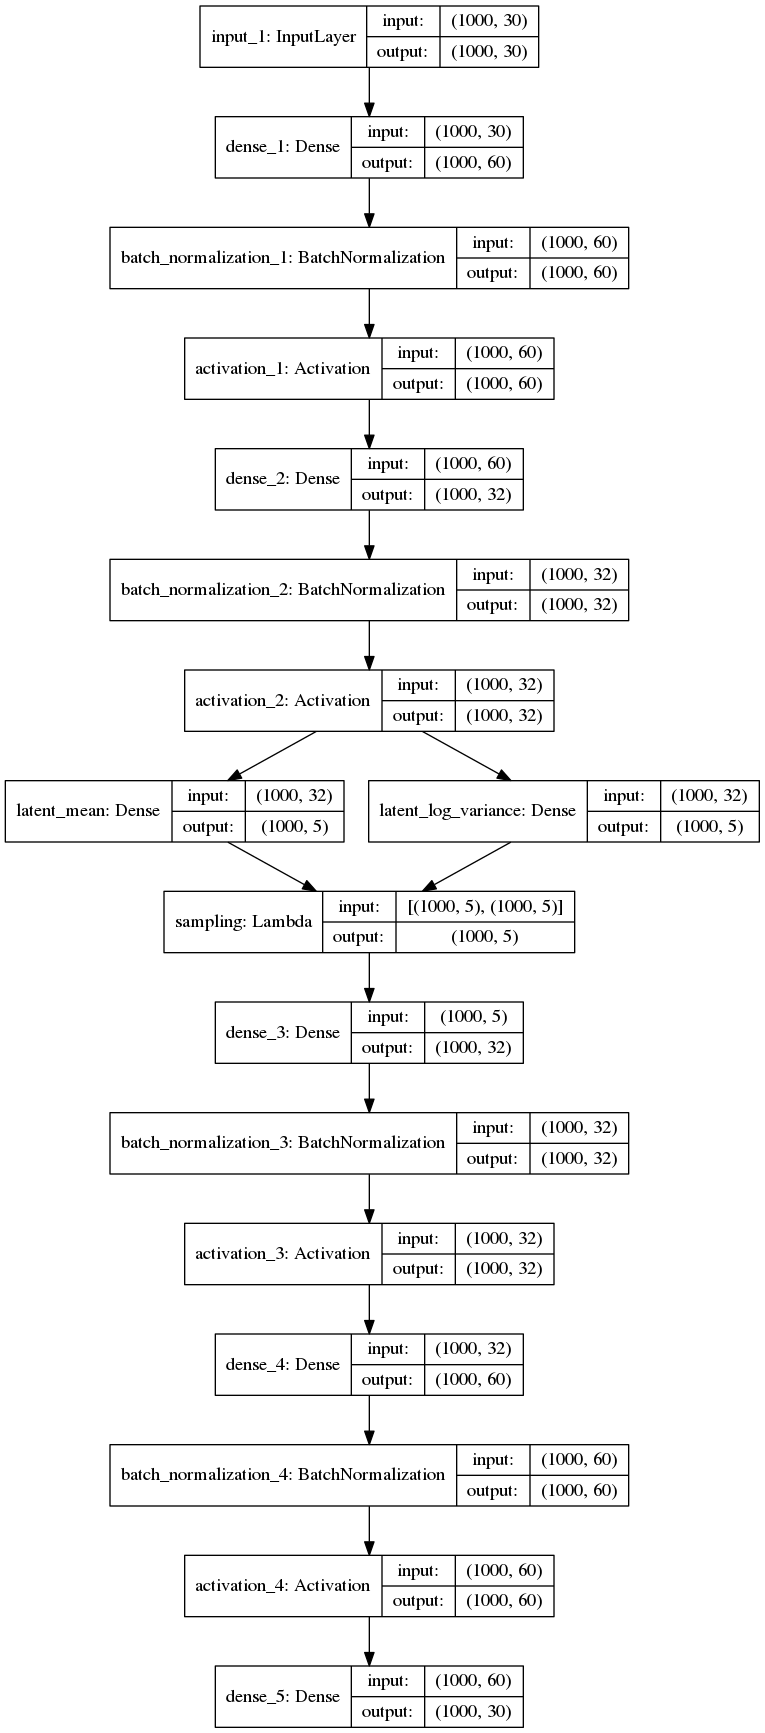 input_1: InputLayer
input: (1000, 30)
output: (1000, 30)
dense_1: Dense
input: (1000, 30)
output: (1000, 60)
batch_normalization_1: BatchNormalization
input: (1000, 60)
output: (1000, 60)
activation_1: Activation
input: (1000, 60)
output: (1000, 60)
dense_2: Dense
input: (1000, 60)
output: (1000, 32)
batch_normalization_2: BatchNormalization
input: (1000, 32)
output: (1000, 32)
activation_2: Activation
input: (1000, 32)
output: (1000, 32)
latent_mean: Dense
input: (1000, 32)
output: (1000, 5)
latent_log_variance: Dense
input: (1000, 32)
output: (1000, 5)
sampling: Lambda
input: [(1000, 5), (1000, 5)]
output: (1000, 5)
dense_3: Dense
input: (1000, 5)
output: (1000, 32)
batch_normalization_3: BatchNormalization
input: (1000, 32)
output: (1000, 32)
activation_3: Activation
input: (1000, 32)
output: (1000, 32)
dense_4: Dense
input: (1000, 32)
output: (1000, 60)
batch_normalization_4: BatchNormalization
input: (1000, 60)
output: (1000, 60)
activation_4: Activation
input: (1000, 60)
output: (1000, 60)
dense_5: Dense
input: (1000, 60)
output: (1000, 30)